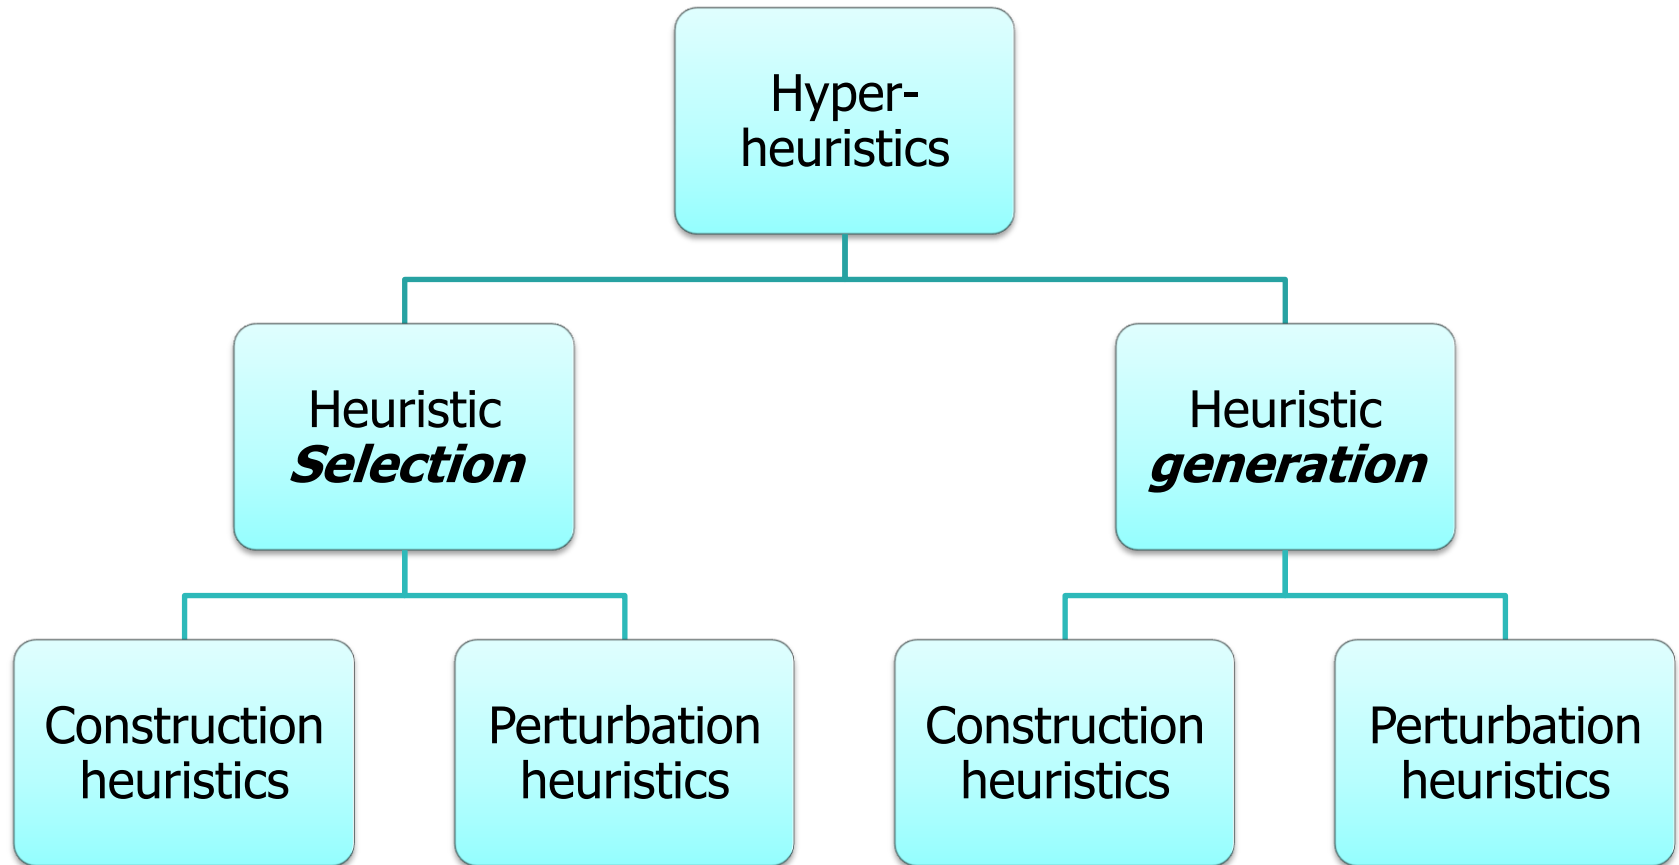 Hyper-
heuristics
Heuristic
Selection
Heuristic
generation
Construction
heuristics
Perturbation
heuristics
Construction
heuristics
Perturbation
heuristics